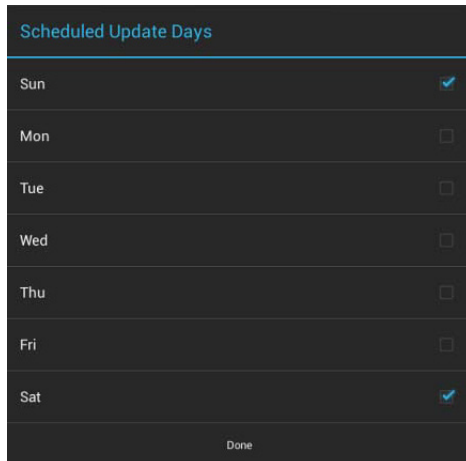 Scheduled Update Days
Sun
Mon
Tue
Wed
Thu
Fri
Sat
Done